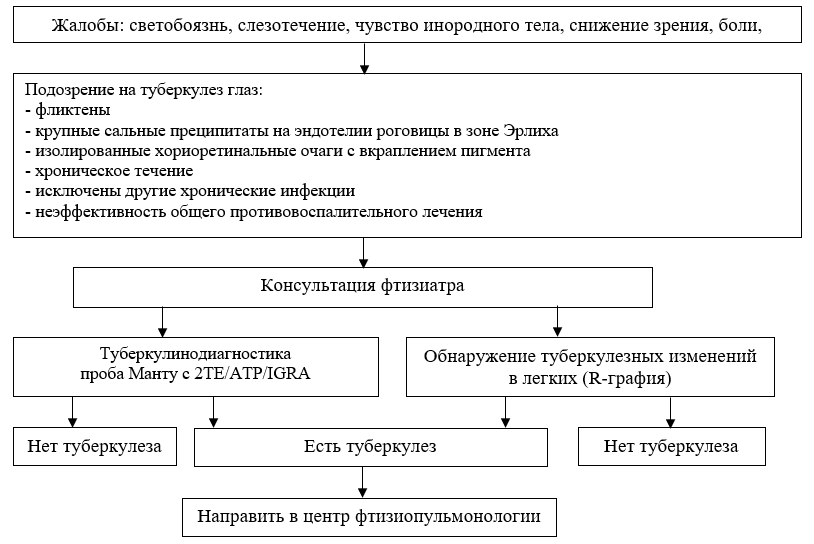 Жалобы: светобоязнь, слезотечение, чувство инородного тела, снижение зрения, боли,
Подозрение на туберкулез глаз:
- фликтены
- крупные сальные преципитаты на эндотелии роговицы в зоне Эрлиха
- изолированные хориоретинальные очаги с вкраплением пигмента
- хроническое течение
- исключены другие хронические инфекции
- неэффективность общего противовоспалительного лечения
Консультация фтизиатра
Туберкулинодиагностика
проба Манту с 2ТЕ/АТР/IGRA
Обнаружение туберкулезных изменений
в легких (R-графия)
Нет туберкулеза
Есть туберкулез
Нет туберкулеза
Направить в центр фтизиопульмонологии